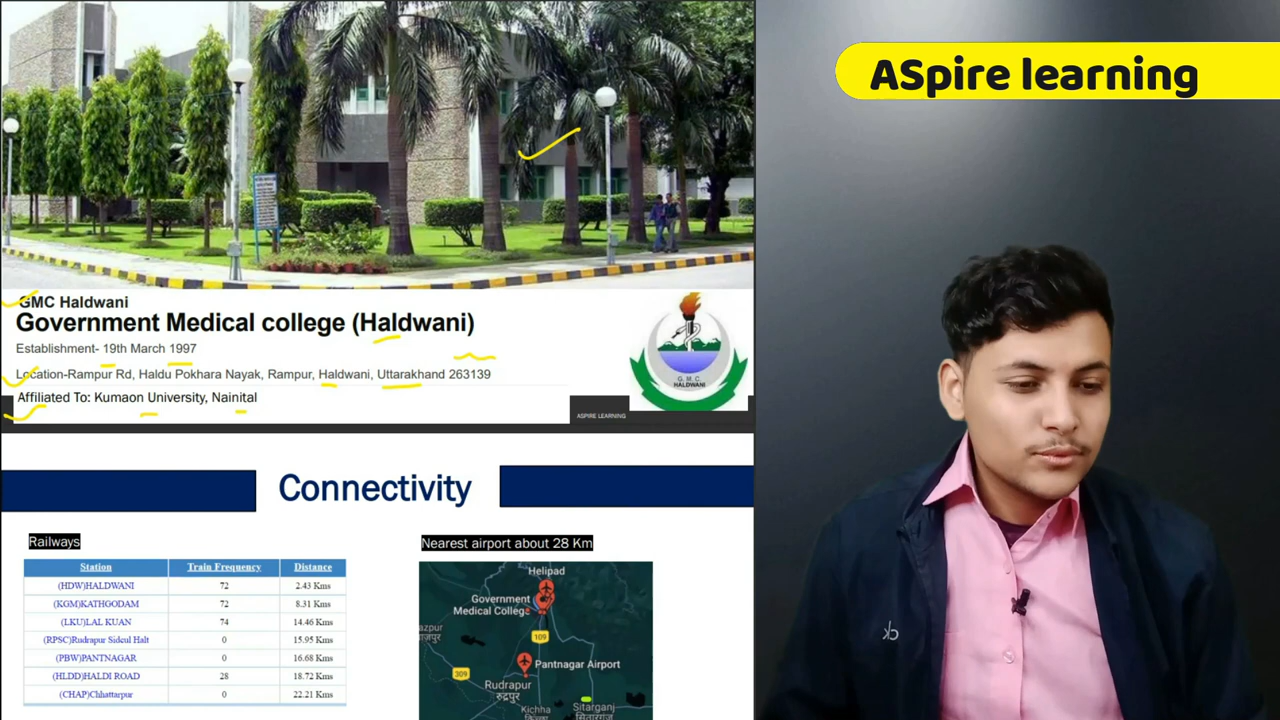 ASpire learning
GMC Haldwani
Government Medical college (Haldwani)
Establishment- 19th March 1997
Location-Rampur Rd, Haldu Pokhara Nayak, Rampur, Haldwani, Uttarakhand 263139
Affiliated To: Kumaon University, Nainital
G.M.C.
HALDWANI
ASPIRE LEARNING
Connectivity
Railways
Station Train Frequency Distance
(HDW)HALDWANI 72 2.43 Kms
(KGM)KATHGODAM 72 8.31 Kms
(LKU)LAL KUAN 74 14.46 Kms
(RPSC)Rudrapur Sidcul Halt 0 15.95 Kms
(PBW)PANTNAGAR 0 16.68 Kms
(HLDD)HALDI ROAD 28 18.72 Kms
(CHAP)Chhattarpur 0 22.21 Kms
Nearest airport about 28 Km
Helipad
Government
Medical College
azpur
109
309
Pantnagar Airport
Rudrapur
रुद्रपुर
Kichha
Sitarganj
सितारगंज